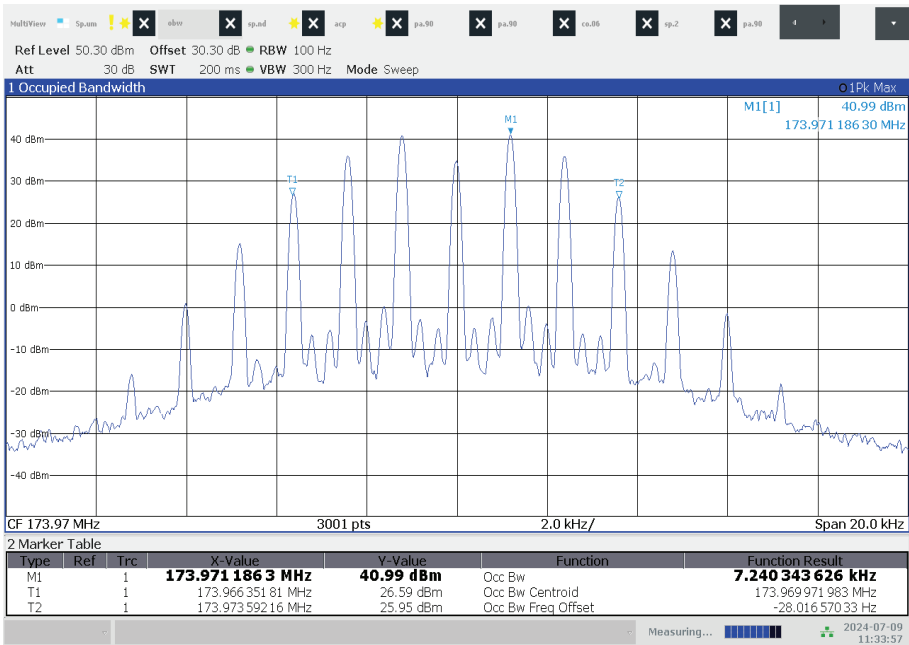 MultiView Sp.um obw sp.nd acp pa.90 pa.90 co.06 sp.2 pa.90
Ref Level 50.30 dBm Offset 30.30 dB RBW 100 Hz
Att 30 dB SWT 200 ms VBW 300 Hz Mode Sweep
1 Occupied Bandwidth 1Pk Max
M1[1] 40.99 dBm
173.971 186 30 MHz
M1
40 dBm
T1
T2
30 dBm
20 dBm
10 dBm
0 dBm
-10 dBm
-20 dBm
-30 dBm
-40 dBm
CF 173.97 MHz 3001 pts 2.0 kHz/ Span 20.0 kHz
2 Marker Table
Type Ref Trc X-Value Y-Value Function Function Result
M1 1 173.971 186 3 MHz 40.99 dBm Occ Bw 7.240 343 626 kHz
T1 1 173.966 351 81 MHz 26.59 dBm Occ Bw Centroid 173.969 971 983 MHz
T2 1 173.973 592 16 MHz 25.95 dBm Occ Bw Freq Offset -28.016 570 33 Hz
Measuring... 2024-07-09
11:33:57